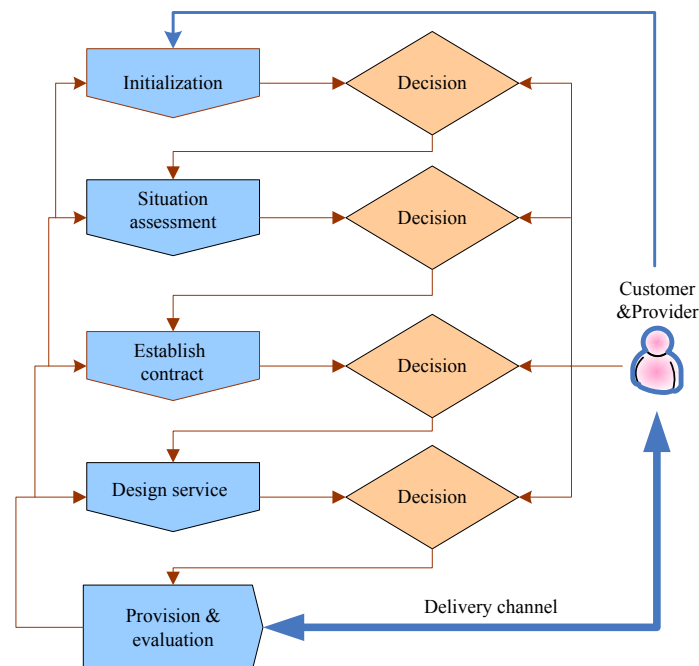 Initialization
Decision
Situation
assessment
Decision
Customer
&Provider
Establish
contract
Decision
Design service
Decision
Provision &
evaluation
Delivery channel